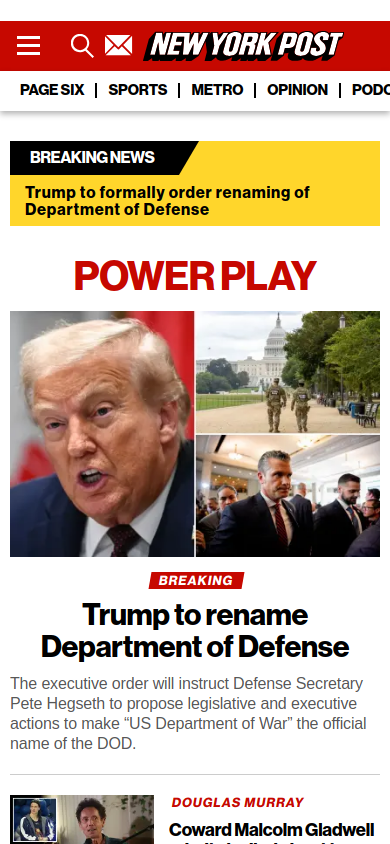 NEW YORK POST
PAGE SIX
SPORTS
METRO
OPINION
BREAKING NEWS
Trump to formally order renaming of
Department of Defense
POWER PLAY
BREAKING
Trump to rename
Department of Defense
The executive order will instruct Defense Secretary
Pete Hegseth to propose legislative and executive
actions to make “US Department of War” the official
name of the DOD.
DOUGLAS MURRAY
Coward Malcolm Gladwell